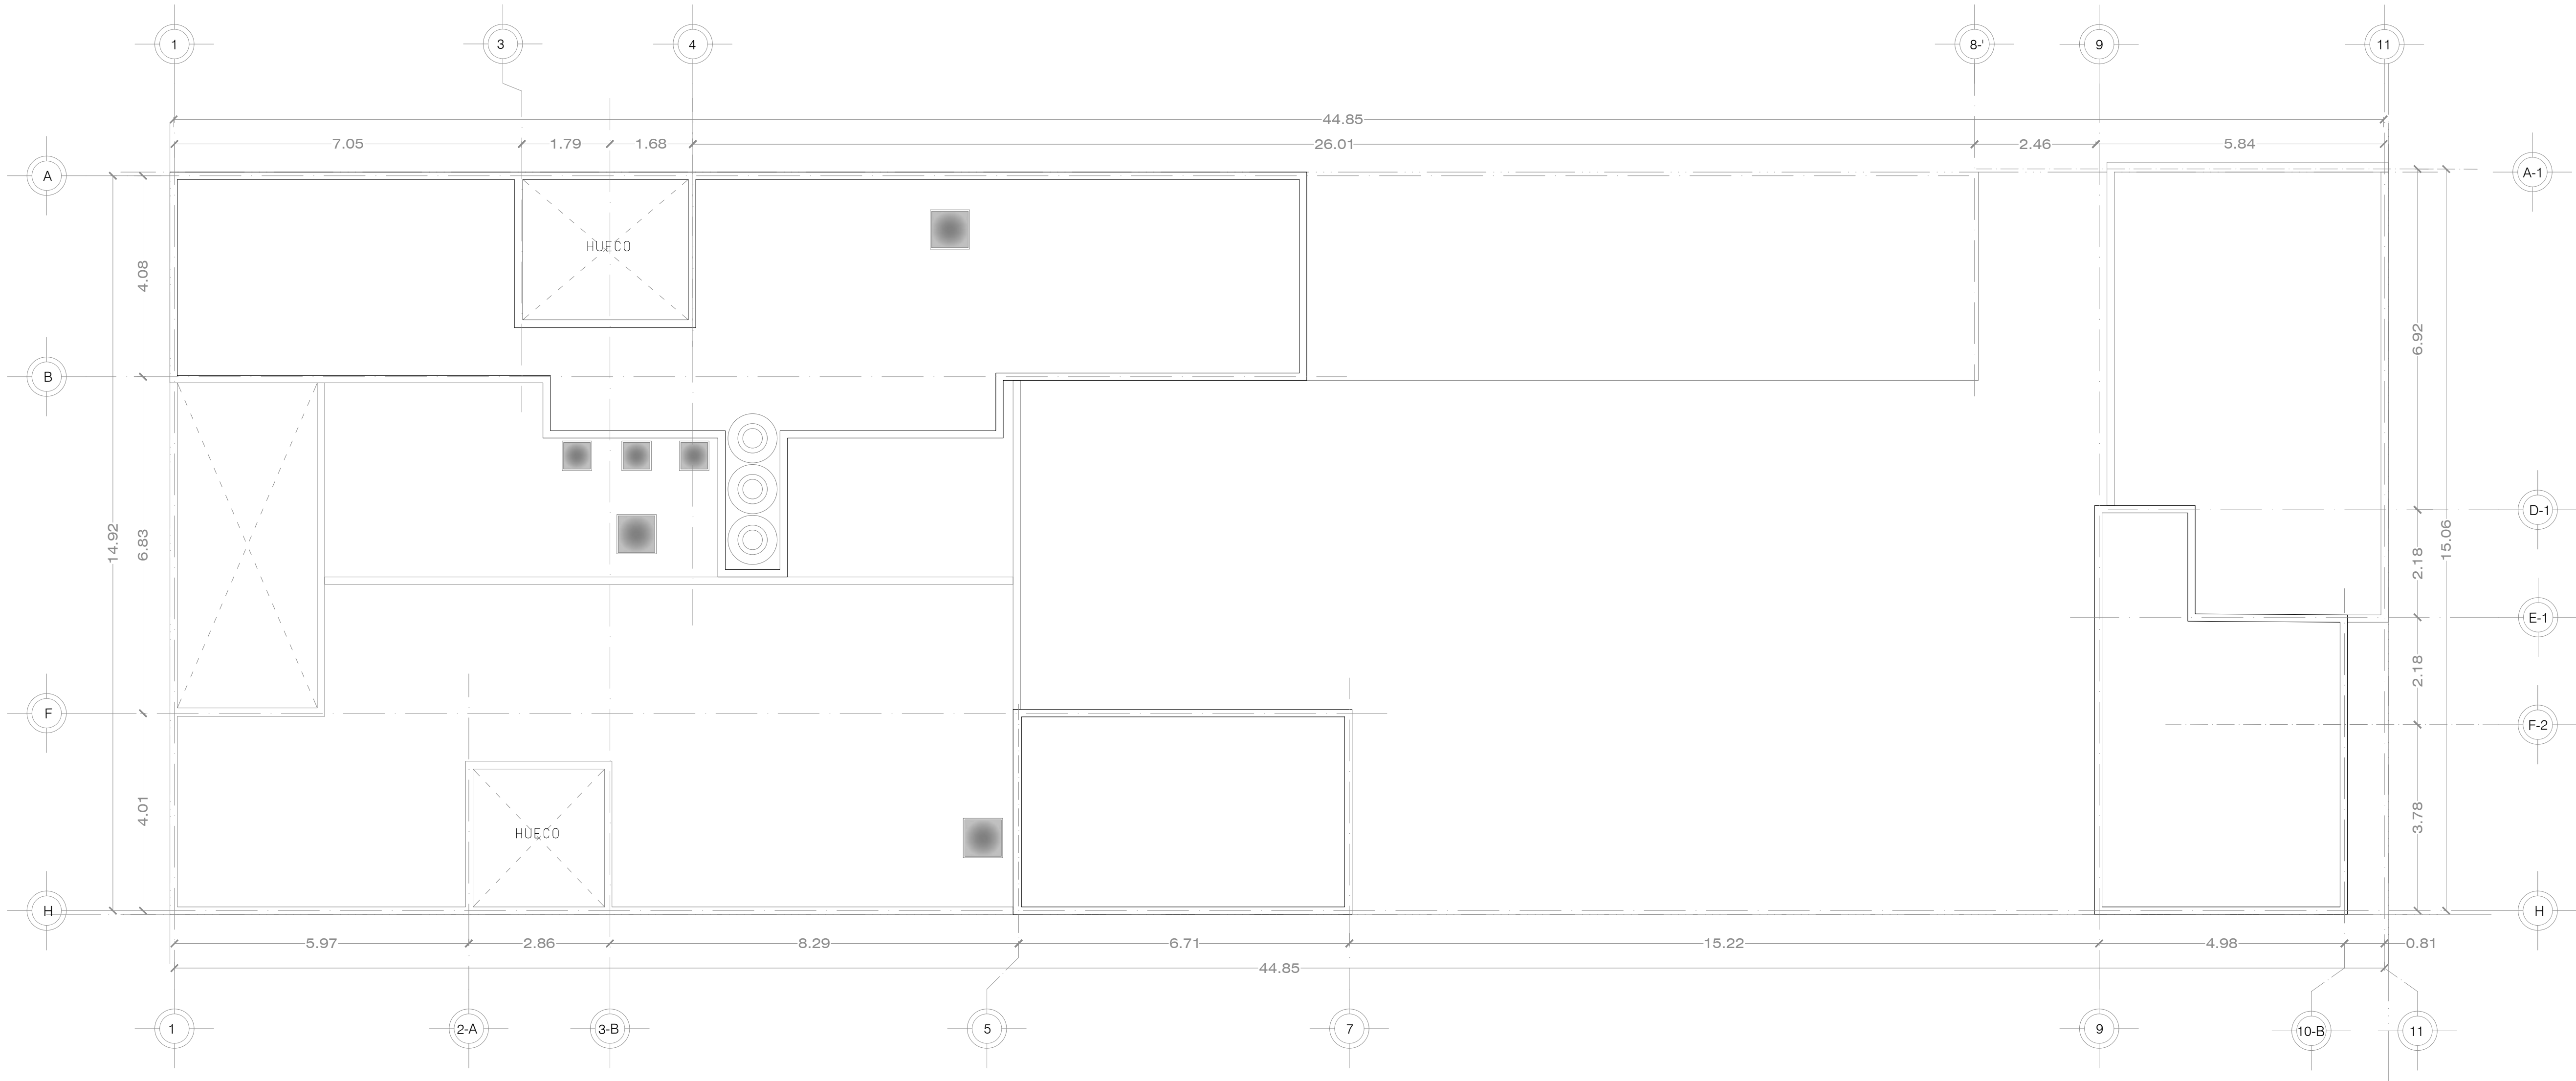 1 3 4 8-' 9 11
44.85
7.05 1.79 1.68 26.01 2.46 5.84
A A-1
HUECO
4.08
6.92
B
D-1
14.92 6.83 2.18 15.06
E-1
2.18
F F-2
4.01 3.78
HUECO
H H
5.97 2.86 8.29 6.71 15.22 4.98 0.81
44.85
1 2-A 3-B 5 7 9 10-B 11